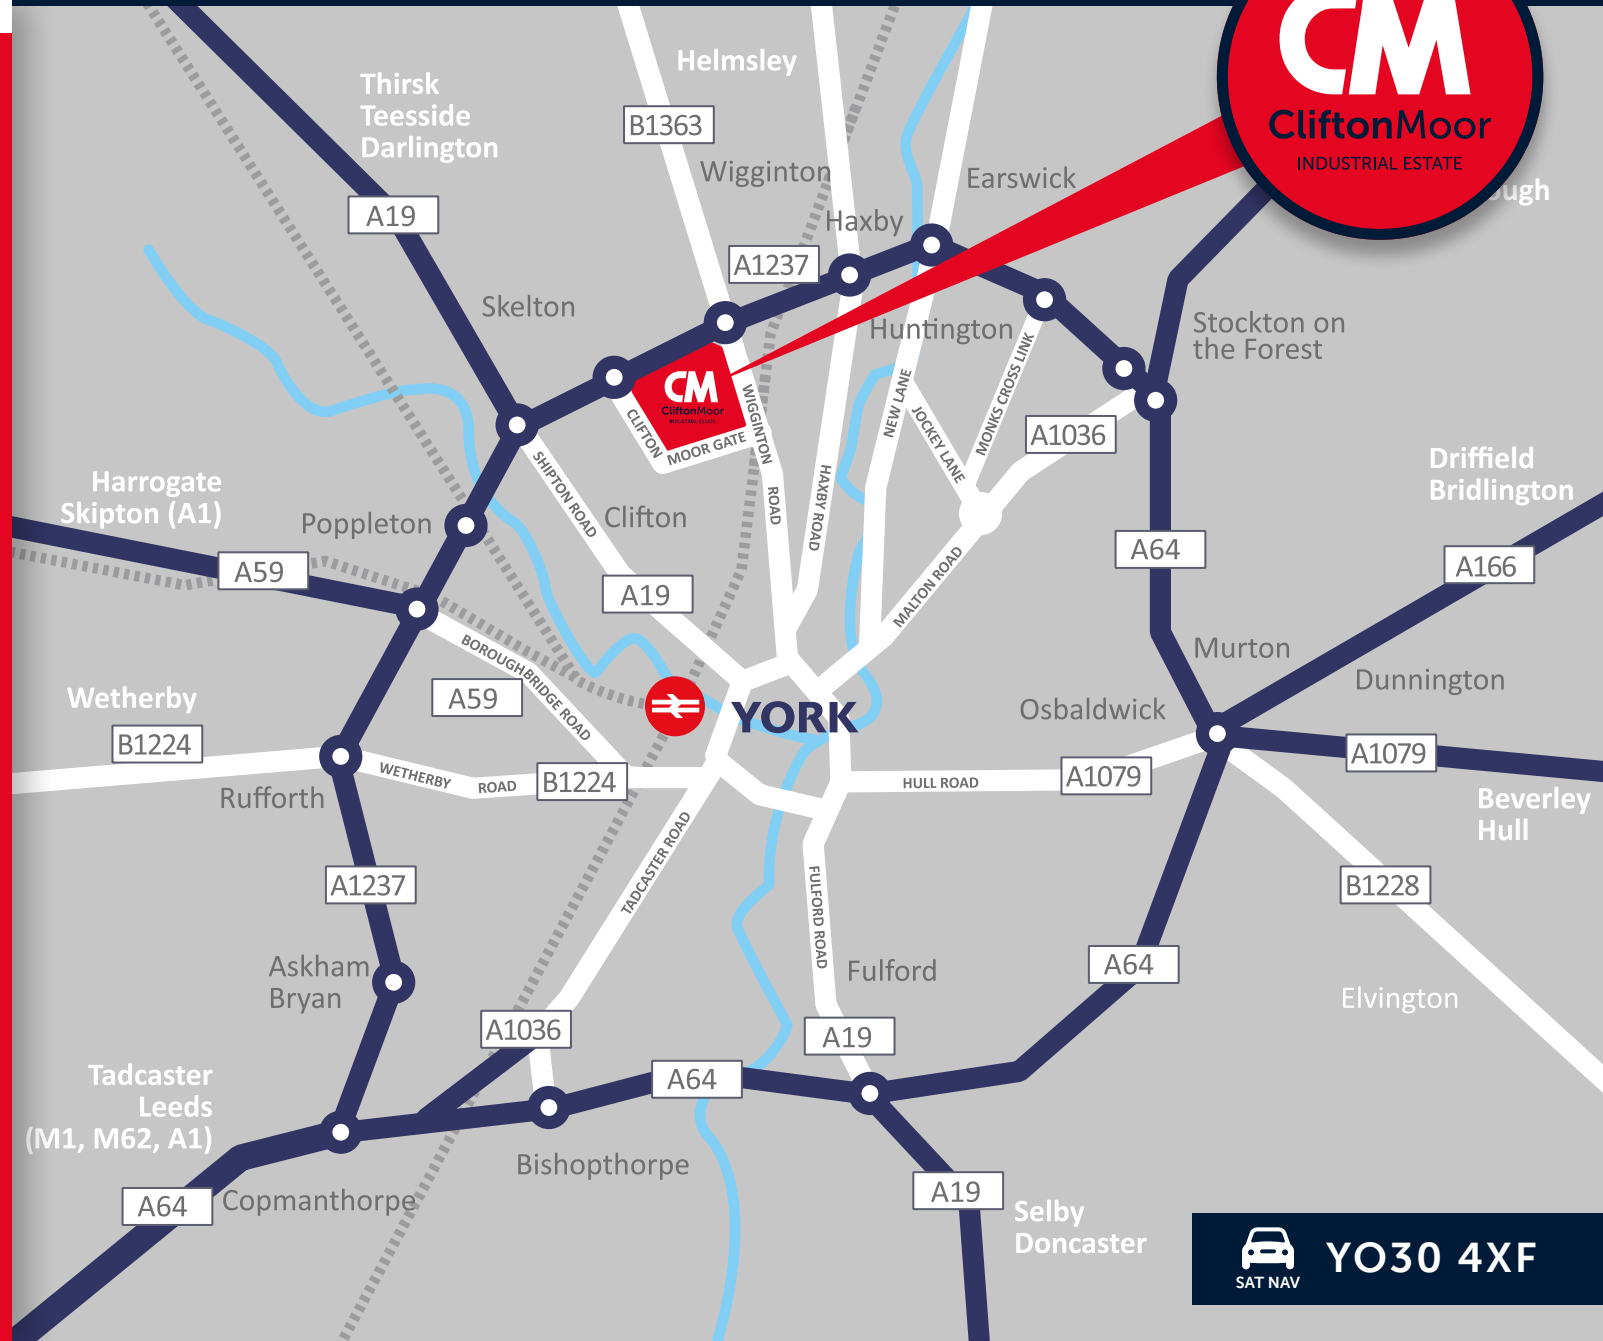 CM
CliftonMoor
INDUSTRIAL ESTATE
Helmsley
Thirsk
Teesside
Darlington
B1363
Wigginton
Earswick
A19
Haxby
A1237
Skelton
Huntington
Stockton on
the Forest
CM
CliftonMoor
INDUSTRIAL ESTATE
CLIFTON
MOOR GATE
WIGGINTON
ROAD
HAXBY ROAD
NEW LANE
JOCKEY LANE
MONKS CROSS LINK
A1036
Driffield
Bridlington
Harrogate
Skipton (A1)
Poppleton
SHIPTON ROAD
Clifton
A59
A19
MALTON ROAD
A64
A166
Murton
Dunnington
BOROUGHBRIDGE ROAD
A59
Wetherby
B1224
YORK
Osbaldwick
A1079
Rufforth
WETHERBY
ROAD
B1224
HULL ROAD
A1079
Beverley
Hull
TADCASTER ROAD
A1237
FULFORD ROAD
B1228
Askham
Bryan
Fulford
A64
Elvington
A1036
A19
Tadcaster
Leeds
(M1, M62, A1)
A64
Bishopthorpe
A64
Copmanthorpe
A19
Selby
Doncaster
SAT NAV
YO30 4XF